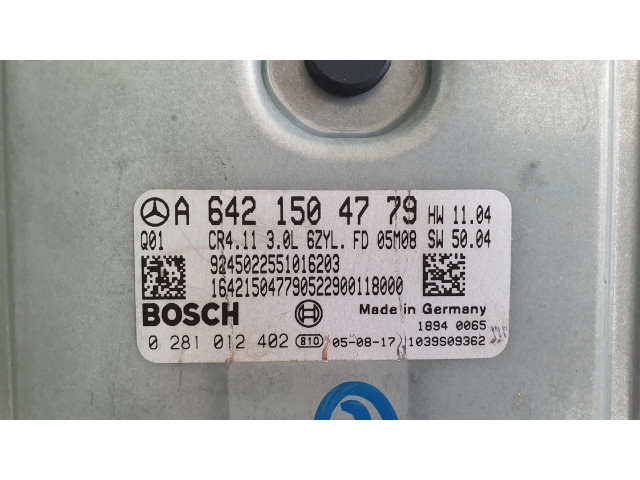 A 642 150 47 79 HW 11.04
Q01 CR4.11 3.0L 6ZYL. FD 05M08 SW 50.04
9245022551016203
164215047790522900118000
BOSCH Made in Germany
1894 0065
0 281 012 402 810 05-08-17 1039S09362